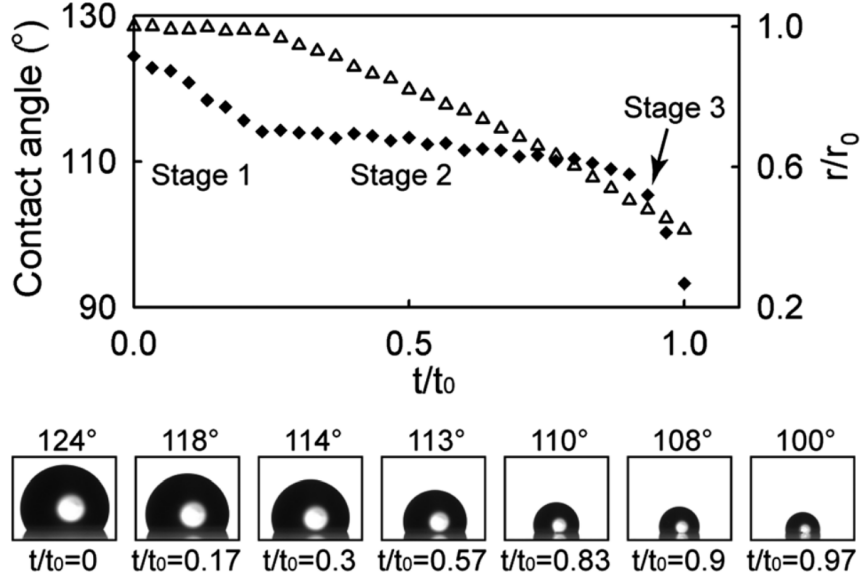 130
110
90
Contact angle (°)
1.0
0.6
0.2
r/r₀
Stage 1
Stage 2
Stage 3
0.0 0.5 1.0
t/t₀
124° 118° 114° 113° 110° 108° 100°
t/t₀=0 t/t₀=0.17 t/t₀=0.3 t/t₀=0.57 t/t₀=0.83 t/t₀=0.9 t/t₀=0.97